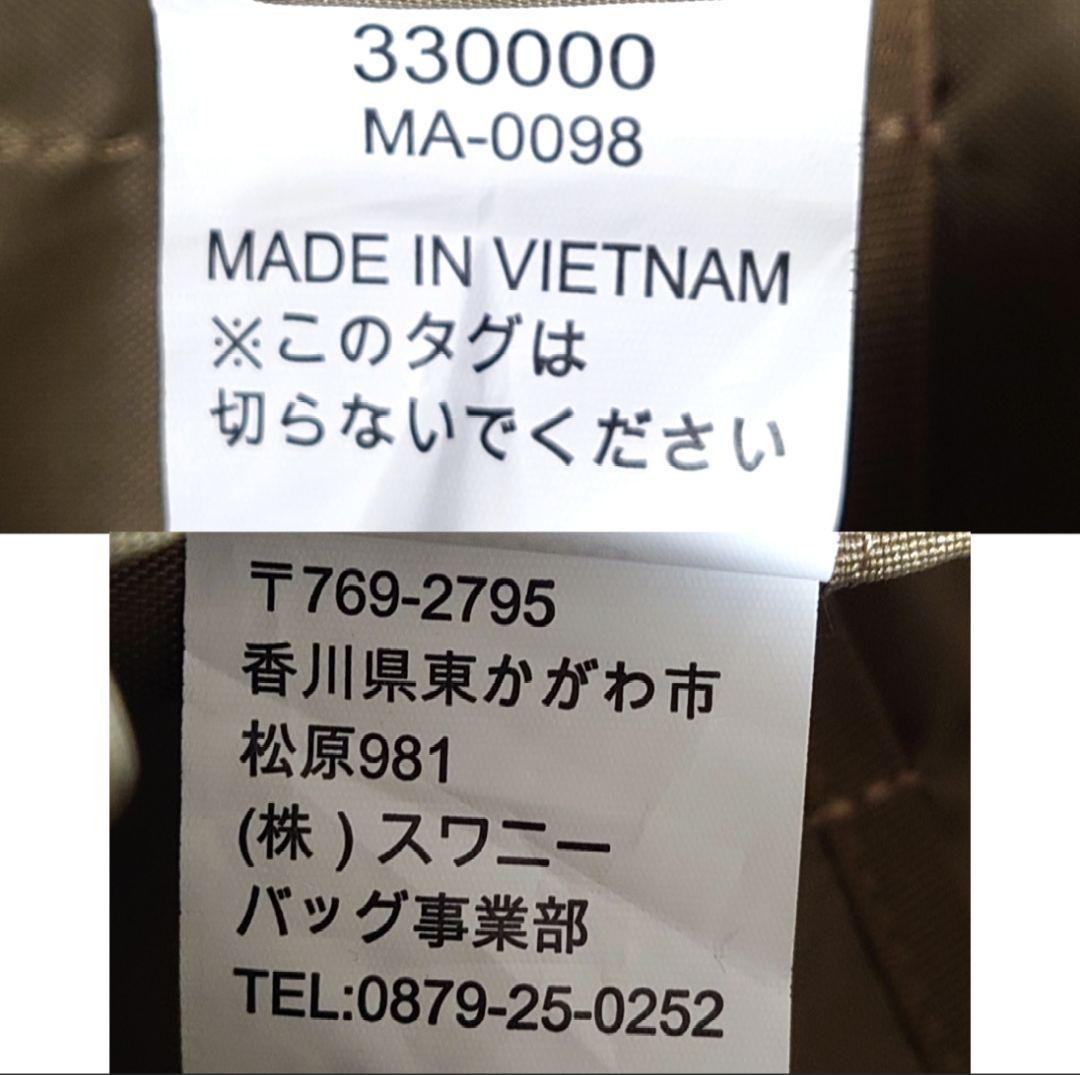 330000
MA-0098
MADE IN VIETNAM
※このタグは
切らないでください
〒769-2795
香川県東かがわ市
松原981
(株)スワニー
バッグ事業部
TEL:0879-25-0252